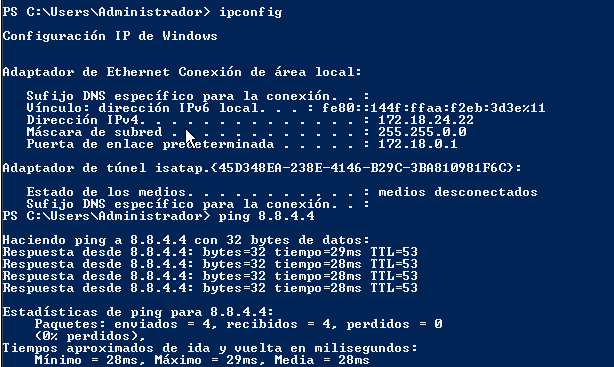 PS C:\Users\Administrador> ipconfig
Configuración IP de Windows
Adaptador de Ethernet Conexión de área local:
Sufijo DNS específico para la conexión. . :
Vínculo: dirección IPv6 local. . . : fe80::144f:ffaa:f2eb:3d3e%11
Dirección IPv4. . . . . . . . . . . . . . : 172.18.24.22
Máscara de subred . . . . . . . . . . . . : 255.255.0.0
Puerta de enlace predeterminada . . . . . : 172.18.0.1
Adaptador de túnel isatap.{45D348EA-238E-4146-B29C-3BA810981F6C}:
Estado de los medios. . . . . . . . . . . : medios desconectados
Sufijo DNS específico para la conexión. . :
PS C:\Users\Administrador> ping 8.8.4.4
Haciendo ping a 8.8.4.4 con 32 bytes de datos:
Respuesta desde 8.8.4.4: bytes=32 tiempo=29ms TTL=53
Respuesta desde 8.8.4.4: bytes=32 tiempo=28ms TTL=53
Respuesta desde 8.8.4.4: bytes=32 tiempo=28ms TTL=53
Respuesta desde 8.8.4.4: bytes=32 tiempo=28ms TTL=53
Estadísticas de ping para 8.8.4.4:
Paquetes: enviados = 4, recibidos = 4, perdidos = 0
(0% perdidos),
Tiempos aproximados de ida y vuelta en milisegundos:
Mínimo = 28ms, Máximo = 29ms, Media = 28ms